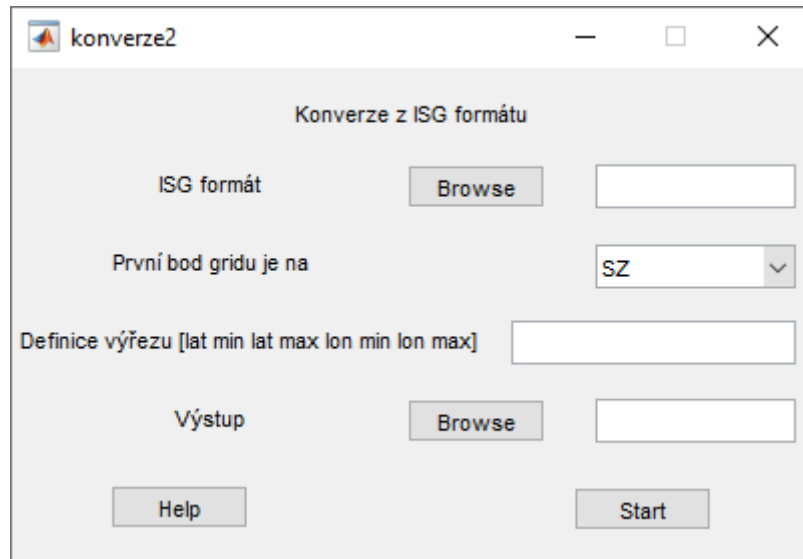 konverze2
Konverze z ISG formátu
ISG formát Browse
První bod gridu je na SZ
Definice výřezu [lat min lat max lon min lon max]
Výstup Browse
Help Start